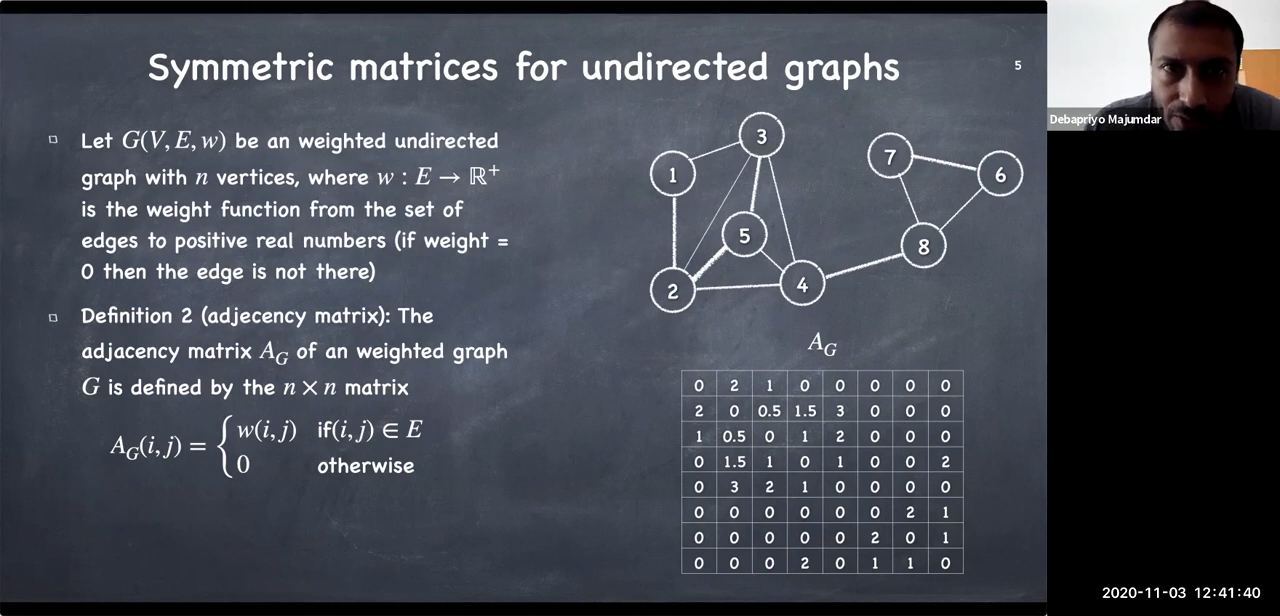 Symmetric matrices for undirected graphs
5
Debapriyo Majumdar
Let G(V, E, w) be an weighted undirected
graph with n vertices, where w : E → ℝ⁺
is the weight function from the set of
edges to positive real numbers (if weight =
0 then the edge is not there)
Definition 2 (adjecency matrix): The
adjacency matrix A_G of an weighted graph
G is defined by the n × n matrix
A_G(i, j) = { w(i, j) if(i, j) ∈ E
0 otherwise
3
7
1
6
5
8
2
4
A_G
0 2 1 0 0 0 0 0
2 0 0.5 1.5 3 0 0 0
1 0.5 0 1 2 0 0 0
0 1.5 1 0 1 0 0 2
0 3 2 1 0 0 0 0
0 0 0 0 0 0 2 1
0 0 0 0 0 2 0 1
0 0 0 2 0 1 1 0
2020-11-03 12:41:40